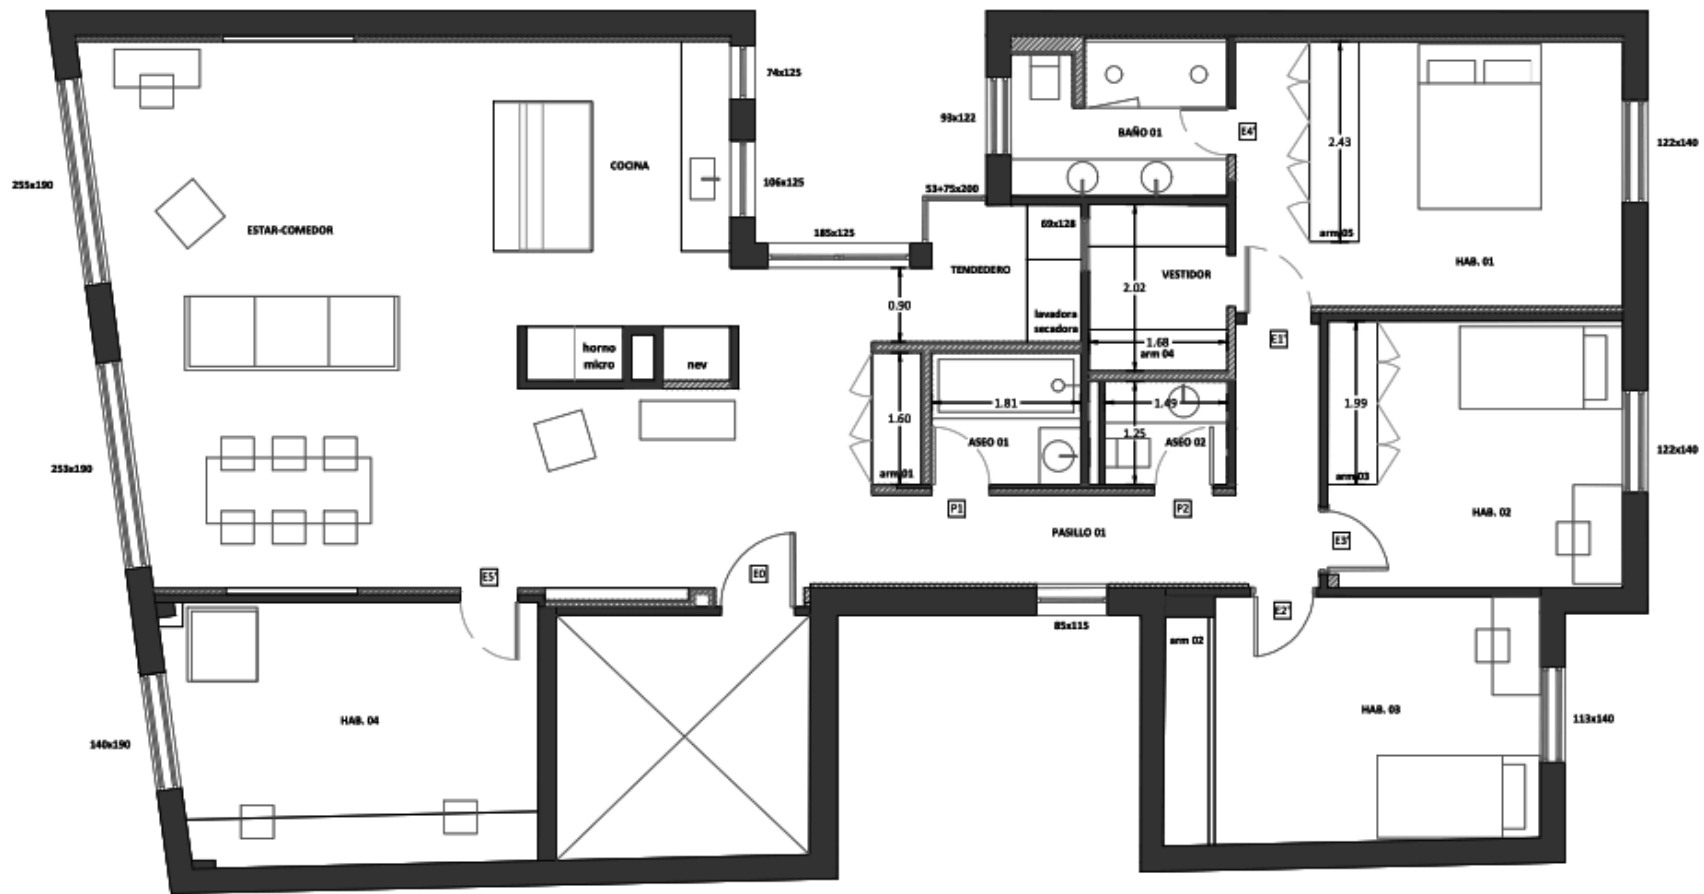 74x125
93x122
BAÑO 01
E4'
2.43
122x140
COCINA
255x190
106x125
53+75x200
ESTAR-COMEDOR
185x125
69x128
arm 05
TENDEDERO
VESTIDOR
HAB. 01
2.02
0.90
lavadora
secadora
E1'
1.68
arm 04
horno
micro
nev
1.81
1.49
1.99
1.60
1.25
ASEO 01
ASEO 02
122x140
253x190
arm 01
arm 03
P1
P2
HAB. 02
PASILLO 01
E3'
E0
E5'
E2'
85x115
arm 02
HAB. 04
HAB. 03
113x140
140x190